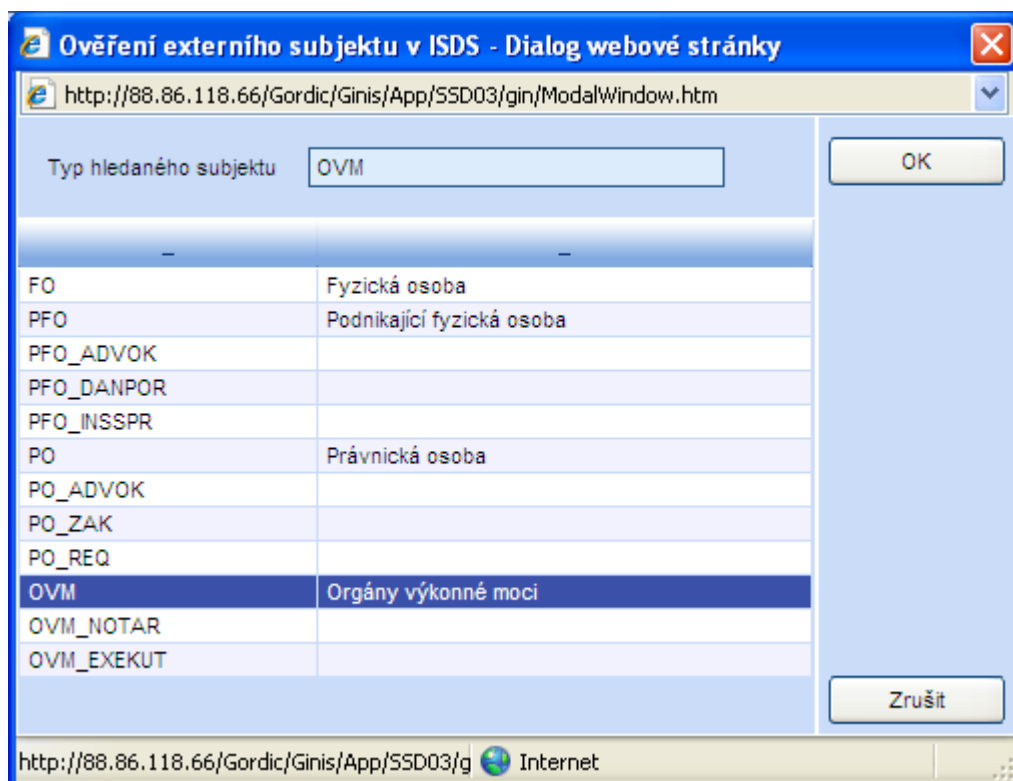 Ověření externího subjektu v ISDS - Dialog webové stránky
http://88.86.118.66/Gordic/Ginis/App/SSD03/gin/ModalWindow.htm
Typ hledaného subjektu OVM OK
_ _
FO Fyzická osoba
PFO Podnikající fyzická osoba
PFO_ADVOK
PFO_DANPOR
PFO_INSSPR
PO Právnická osoba
PO_ADVOK
PO_ZAK
PO_REQ
OVM Orgány výkonné moci
OVM_NOTAR
OVM_EXEKUT
Zrušit
http://88.86.118.66/Gordic/Ginis/App/SSD03/g Internet